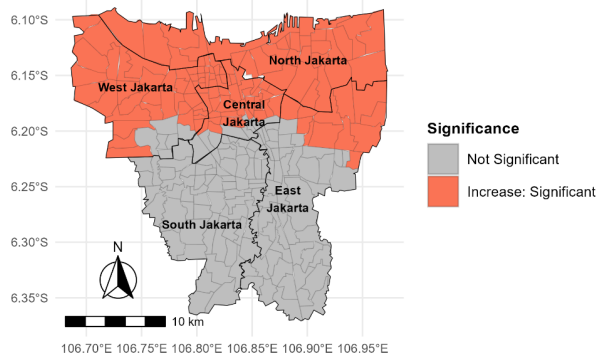 6.10°S
6.15°S
6.20°S
6.25°S
6.30°S
6.35°S
North Jakarta
West Jakarta
Central
Jakarta
East
Jakarta
South Jakarta
N
10 km
106.70°E 106.75°E 106.80°E 106.85°E 106.90°E 106.95°E
Significance
Not Significant
Increase: Significant